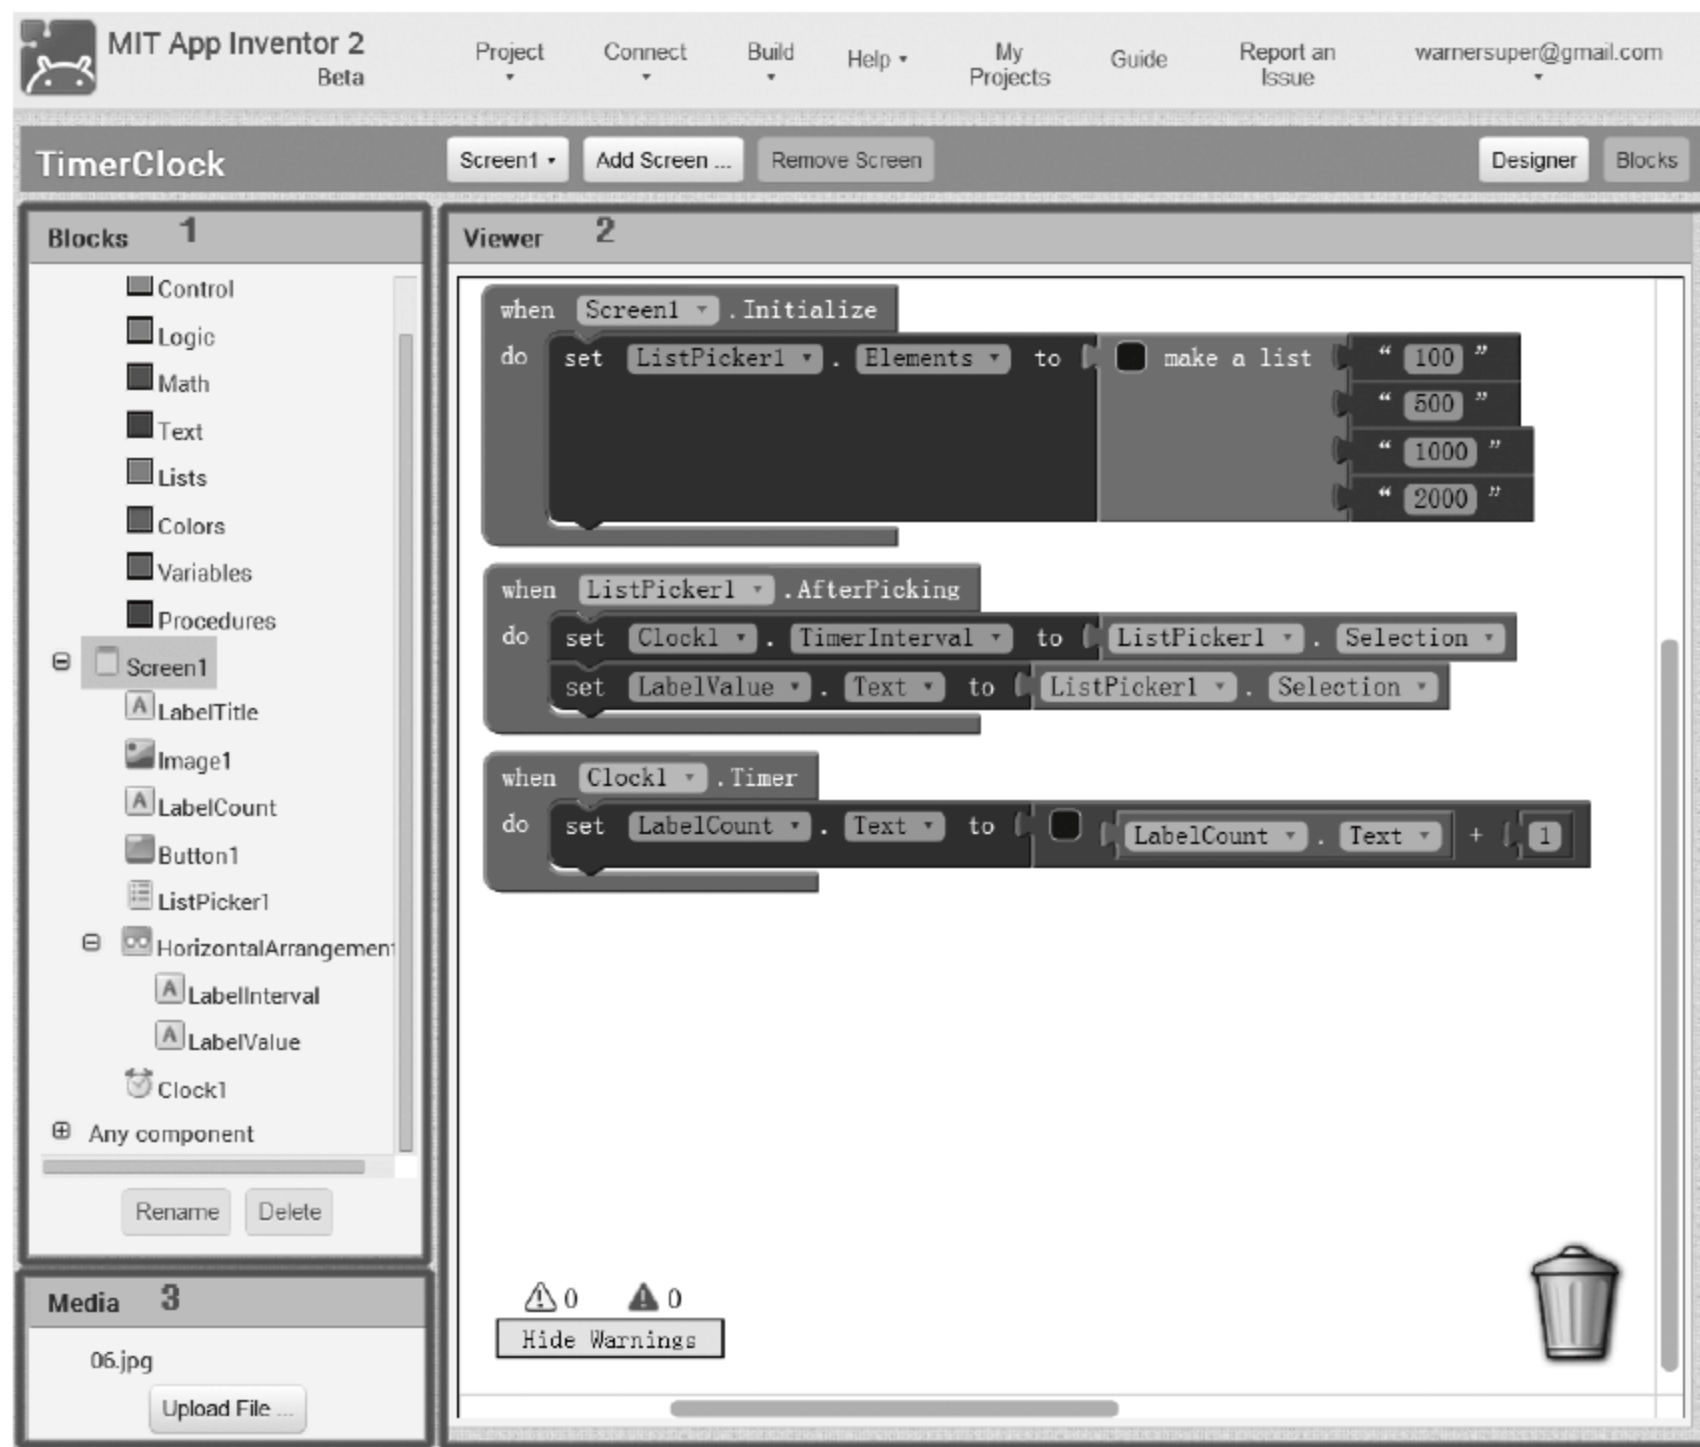 MIT App Inventor 2
Beta
Project
Connect
Build
Help
My Projects
Guide
Report an Issue
warnersuper@gmail.com
TimerClock
Screen1
Add Screen ...
Remove Screen
Designer
Blocks
Blocks 1
Control
Logic
Math
Text
Lists
Colors
Variables
Procedures
Screen1
LabelTitle
Image1
LabelCount
Button1
ListPicker1
HorizontalArrangement
LabelInterval
LabelValue
Clock1
Any component
Rename Delete
Media 3
06.jpg
Upload File ...
Viewer 2
when Screen1 .Initialize
do set ListPicker1 . Elements to make a list “ 100 ”
“ 500 ”
“ 1000 ”
“ 2000 ”
when ListPicker1 .AfterPicking
do set Clock1 . TimerInterval to ListPicker1 . Selection
set LabelValue . Text to ListPicker1 . Selection
when Clock1 .Timer
do set LabelCount . Text to LabelCount . Text + 1
0 0
Hide Warnings